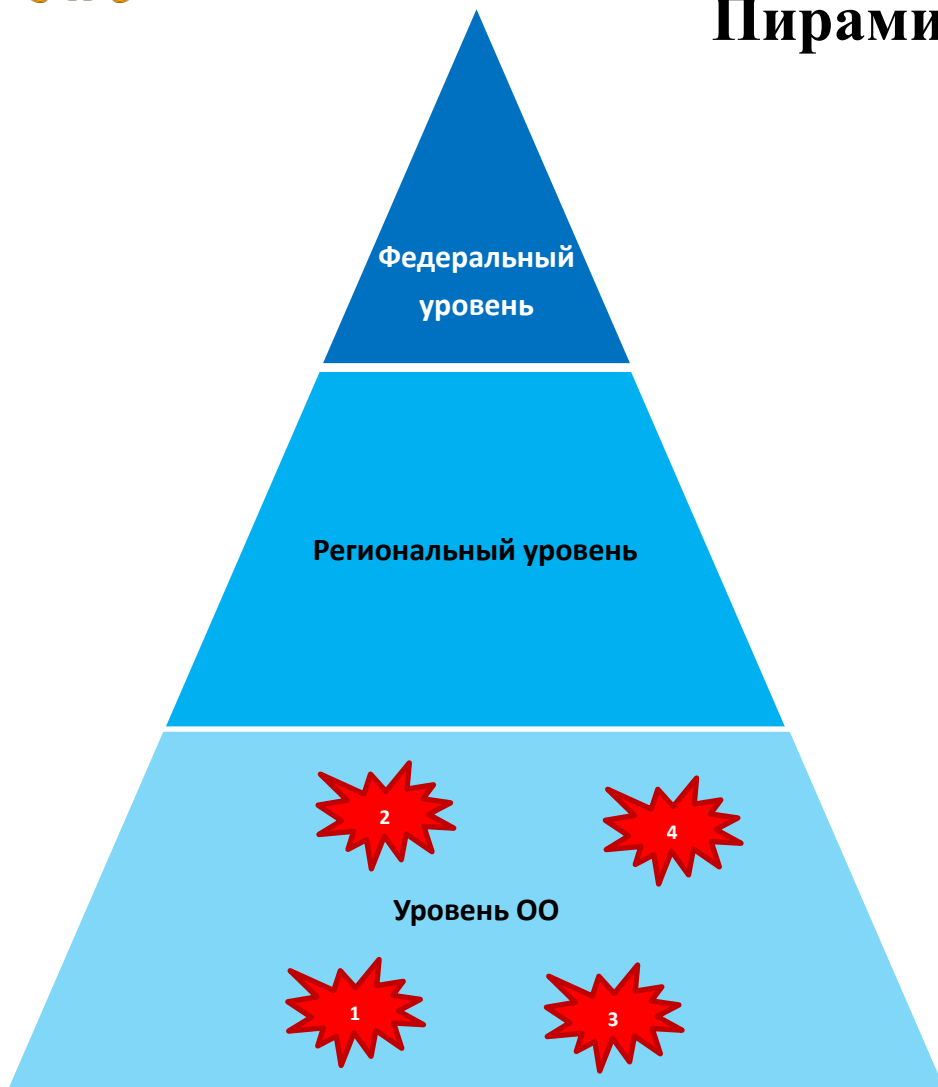 Пирами
Федеральный
уровень
Региональный уровень
2
4
Уровень ОО
1
3